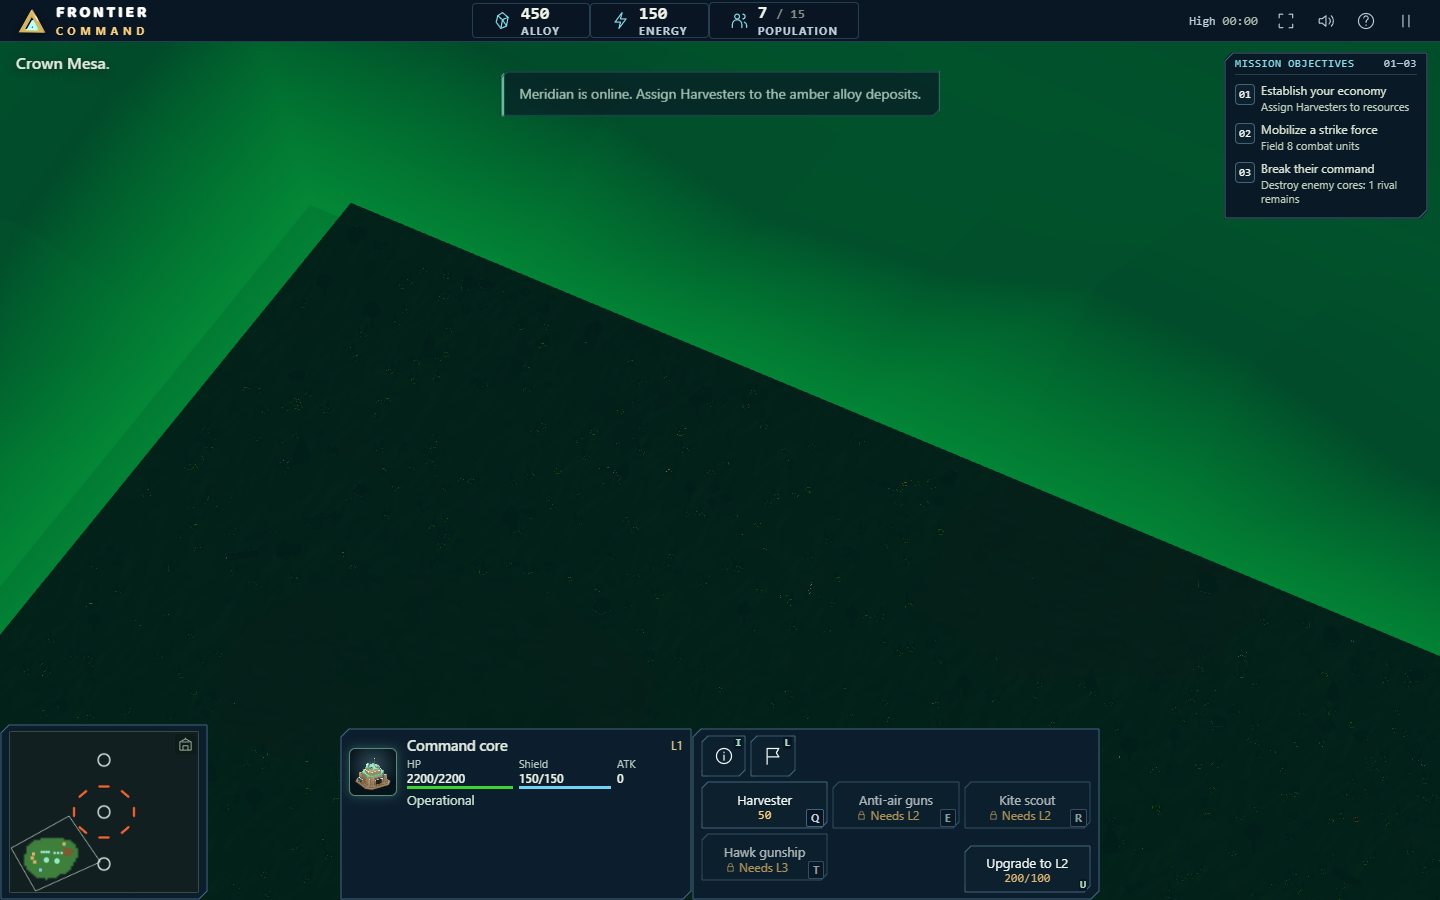 FRONTIER
COMMAND
450
ALLOY
150
ENERGY
7 / 15
POPULATION
High 00:00
Crown Mesa.
Meridian is online. Assign Harvesters to the amber alloy deposits.
MISSION OBJECTIVES 01—03
01 Establish your economy
Assign Harvesters to resources
02 Mobilize a strike force
Field 8 combat units
03 Break their command
Destroy enemy cores: 1 rival
remains
Command core L1
HP Shield ATK
2200/2200 150/150 0
Operational
I L
Harvester
50 Q
Anti-air guns
Needs L2 E
Kite scout
Needs L2 R
Hawk gunship
Needs L3 T
Upgrade to L2
200/100
U